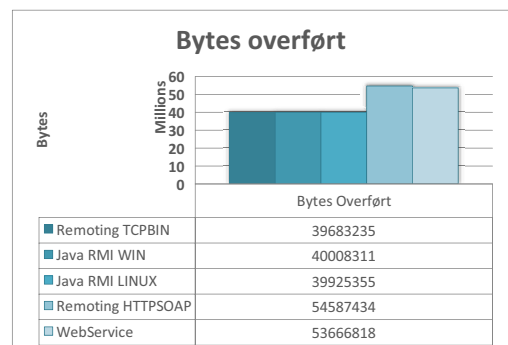 Bytes overført
Bytes
Millions
60
50
40
30
20
10
0
Bytes Overført
Remoting TCPBIN 39683235
Java RMI WIN 40008311
Java RMI LINUX 39925355
Remoting HTTPSOAP 54587434
WebService 53666818